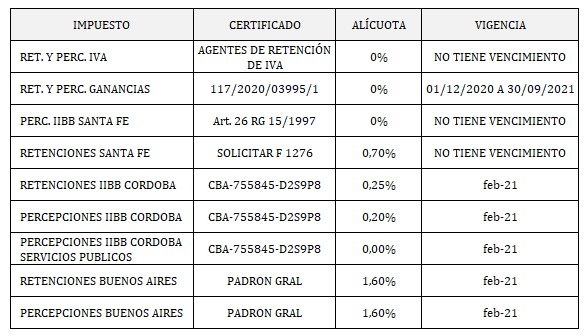 IMPUESTO CERTIFICADO ALÍCUOTA VIGENCIA
RET. Y PERC. IVA AGENTES DE RETENCIÓN DE IVA 0% NO TIENE VENCIMIENTO
RET. Y PERC. GANANCIAS 117/2020/03995/1 0% 01/12/2020 A 30/09/2021
PERC. IIBB SANTA FE Art. 26 RG 15/1997 0% NO TIENE VENCIMIENTO
RETENCIONES SANTA FE SOLICITAR F 1276 0,70% NO TIENE VENCIMIENTO
RETENCIONES IIBB CORDOBA CBA-755845-D2S9P8 0,25% feb-21
PERCEPCIONES IIBB CORDOBA CBA-755845-D2S9P8 0,20% feb-21
PERCEPCIONES IIBB CORDOBA SERVICIOS PUBLICOS CBA-755845-D2S9P8 0,00% feb-21
RETENCIONES BUENOS AIRES PADRON GRAL 1,60% feb-21
PERCEPCIONES BUENOS AIRES PADRON GRAL 1,60% feb-21